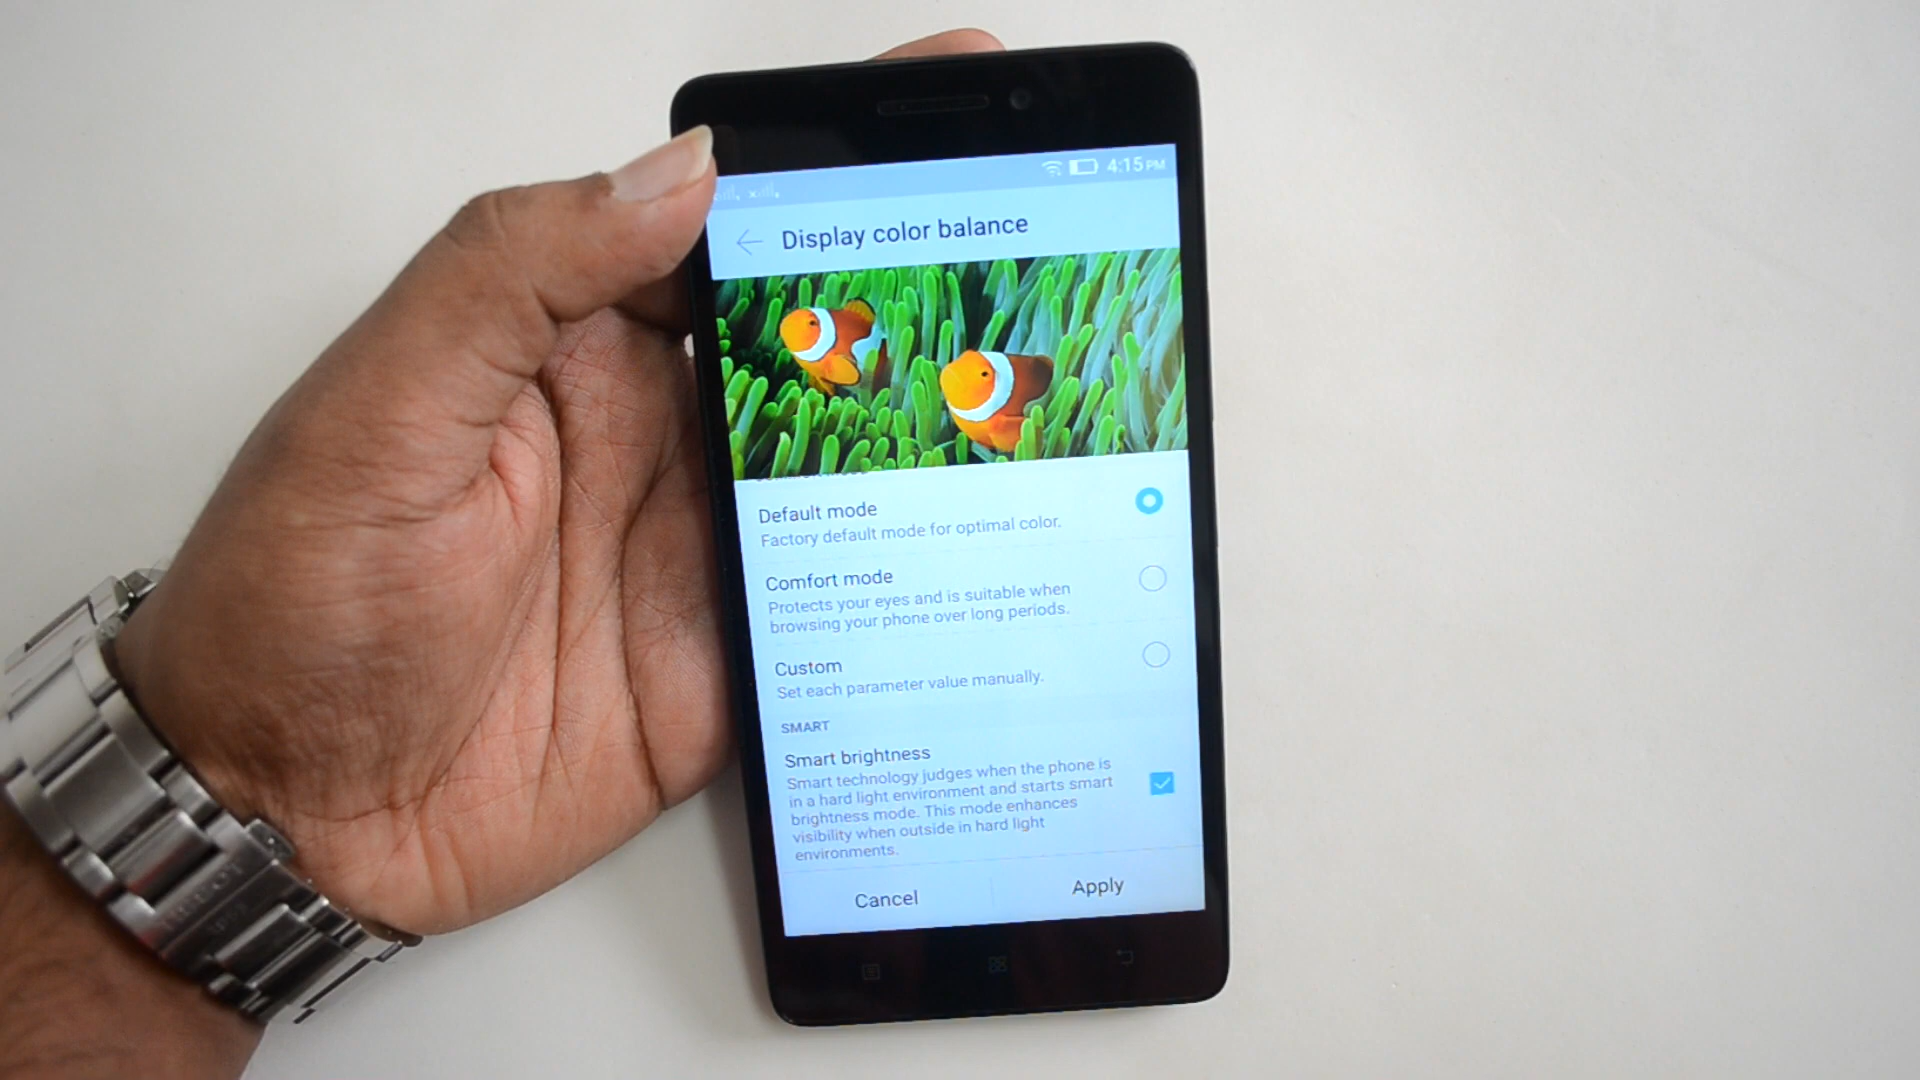 4:15 PM
Display color balance
Default mode
Factory default mode for optimal color.
Comfort mode
Protects your eyes and is suitable when
browsing your phone over long periods.
Custom
Set each parameter value manually.
SMART
Smart brightness
Smart technology judges when the phone is
in a hard light environment and starts smart
brightness mode. This mode enhances
visibility when outside in hard light
environments.
Cancel
Apply